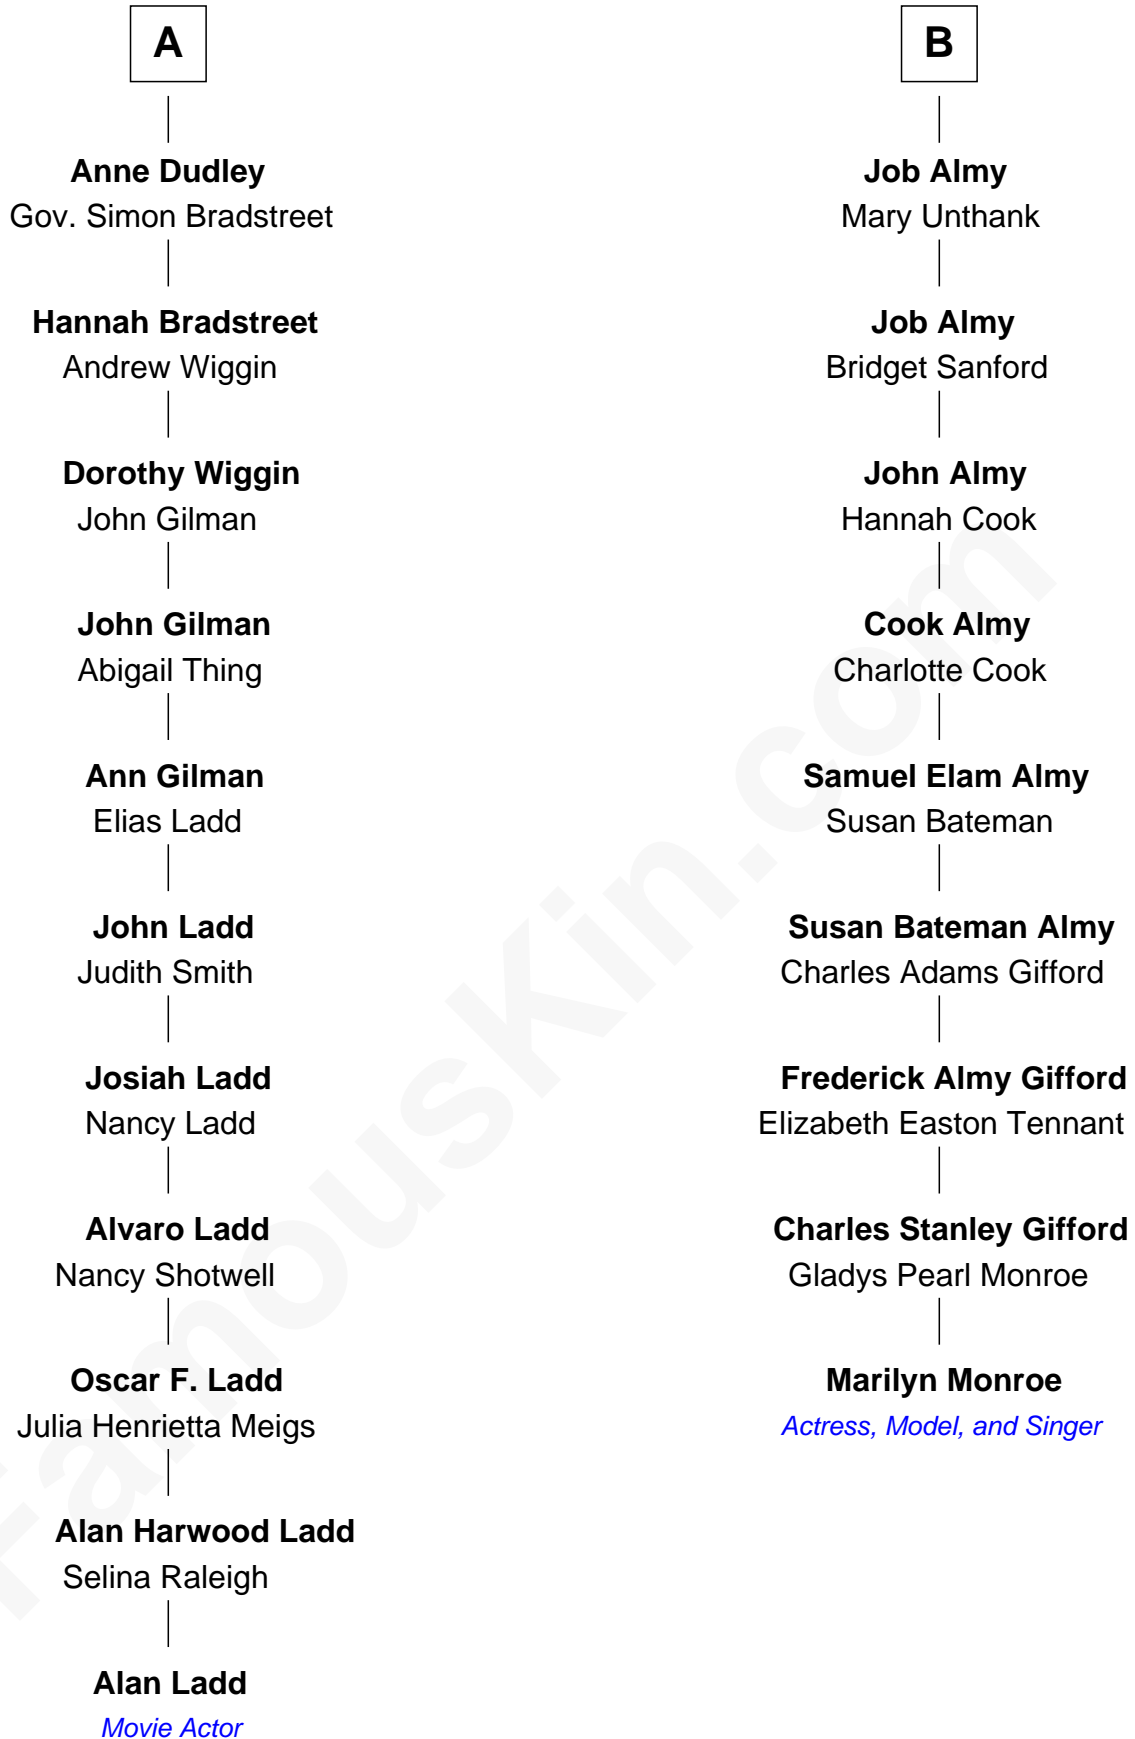 A
Anne Dudley
Gov. Simon Bradstreet
Hannah Bradstreet
Andrew Wiggin
Dorothy Wiggin
John Gilman
John Gilman
Abigail Thing
Ann Gilman
Elias Ladd
John Ladd
Judith Smith
Josiah Ladd
Nancy Ladd
Alvaro Ladd
Nancy Shotwell
Oscar F. Ladd
Julia Henrietta Meigs
Alan Harwood Ladd
Selina Raleigh
Alan Ladd
Movie Actor
B
Job Almy
Mary Unthank
Job Almy
Bridget Sanford
John Almy
Hannah Cook
Cook Almy
Charlotte Cook
Samuel Elam Almy
Susan Bateman
Susan Bateman Almy
Charles Adams Gifford
Frederick Almy Gifford
Elizabeth Easton Tennant
Charles Stanley Gifford
Gladys Pearl Monroe
Marilyn Monroe
Actress, Model, and Singer
FamousKin.com